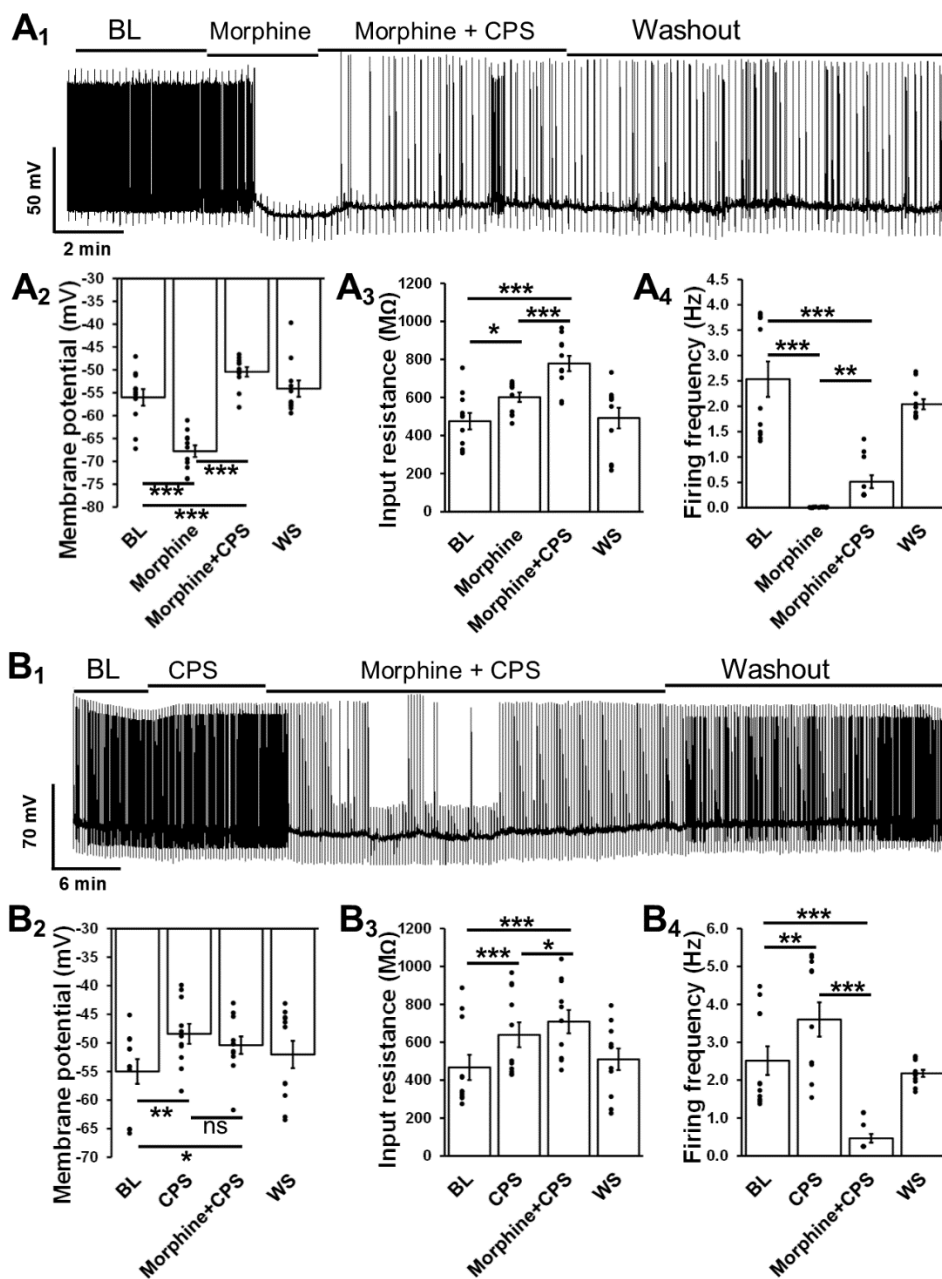 A1
BL Morphine Morphine + CPS Washout
50 mV
2 min
A2
Membrane potential (mV)
-30
-35
-40
-45
-50
-55
-60
-65
-70
-75
-80
*** ***
***
BL Morphine Morphine+CPS WS
A3
Input resistance (MΩ)
1200
1000
800
600
400
200
0
***
* ***
BL Morphine Morphine+CPS WS
A4
Firing frequency (Hz)
4.5
4.0
3.5
3.0
2.5
2.0
1.5
1.0
0.5
0.0
***
***
**
BL Morphine Morphine+CPS WS
B1
BL CPS Morphine + CPS Washout
70 mV
6 min
B2
Membrane potential (mV)
-30
-35
-40
-45
-50
-55
-60
-65
-70
** ns
*
BL CPS Morphine+CPS WS
B3
Input resistance (MΩ)
1200
1000
800
600
400
200
0
***
*** *
BL CPS Morphine+CPS WS
B4
Firing frequency (Hz)
6.0
5.0
4.0
3.0
2.0
1.0
0.0
***
**
***
BL CPS Morphine+CPS WS